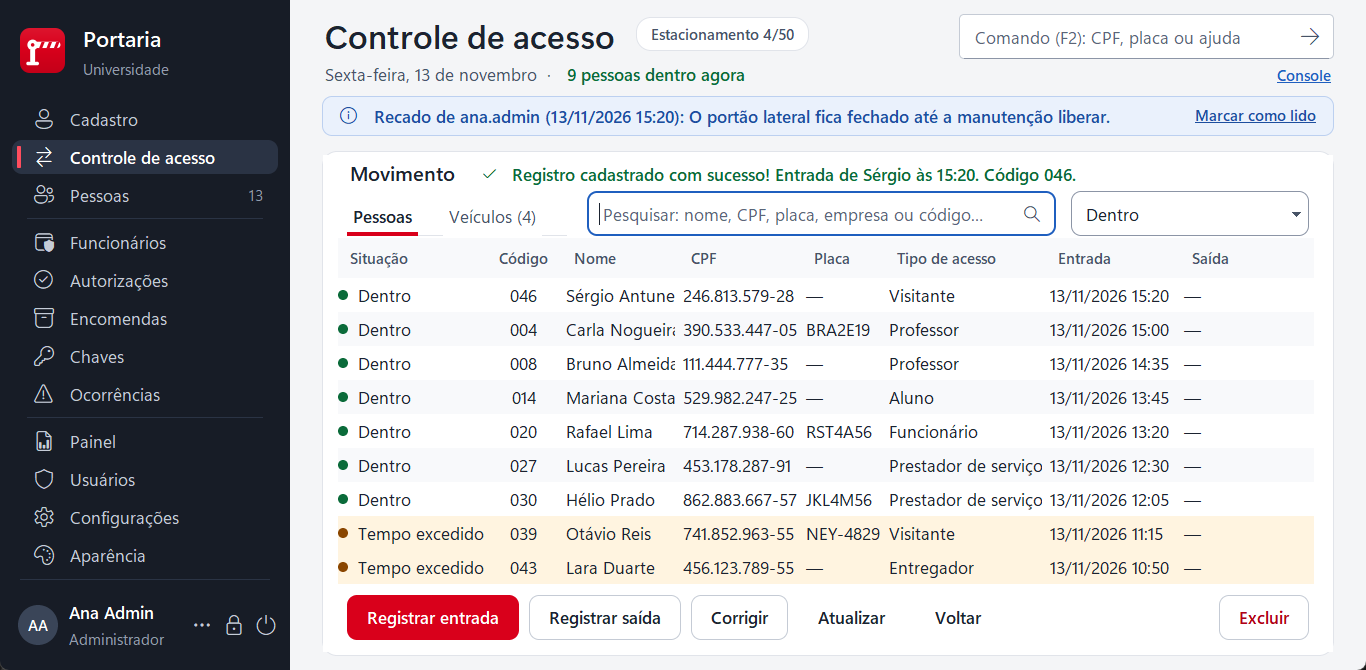 Portaria
Universidade
Cadastro
Controle de acesso
Pessoas 13
Funcionários
Autorizações
Encomendas
Chaves
Ocorrências
Painel
Usuários
Configurações
Aparência
AA
Ana Admin
Administrador
Controle de acesso
Estacionamento 4/50
Comando (F2): CPF, placa ou ajuda
Sexta-feira, 13 de novembro · 9 pessoas dentro agora
Console
Recado de ana.admin (13/11/2026 15:20): O portão lateral fica fechado até a manutenção liberar.
Marcar como lido
Movimento
Registro cadastrado com sucesso! Entrada de Sérgio às 15:20. Código 046.
Pessoas
Veículos (4)
Pesquisar: nome, CPF, placa, empresa ou código...
Dentro
Situação Código Nome CPF Placa Tipo de acesso Entrada Saída
Dentro 046 Sérgio Antune 246.813.579-28 — Visitante 13/11/2026 15:20 —
Dentro 004 Carla Nogueira 390.533.447-05 BRA2E19 Professor 13/11/2026 15:00 —
Dentro 008 Bruno Almeida 111.444.777-35 — Professor 13/11/2026 14:35 —
Dentro 014 Mariana Costa 529.982.247-25 — Aluno 13/11/2026 13:45 —
Dentro 020 Rafael Lima 714.287.938-60 RST4A56 Funcionário 13/11/2026 13:20 —
Dentro 027 Lucas Pereira 453.178.287-91 — Prestador de serviço 13/11/2026 12:30 —
Dentro 030 Hélio Prado 862.883.667-57 JKL4M56 Prestador de serviço 13/11/2026 12:05 —
Tempo excedido 039 Otávio Reis 741.852.963-55 NEY-4829 Visitante 13/11/2026 11:15 —
Tempo excedido 043 Lara Duarte 456.123.789-55 — Entregador 13/11/2026 10:50 —
Registrar entrada
Registrar saída
Corrigir
Atualizar
Voltar
Excluir